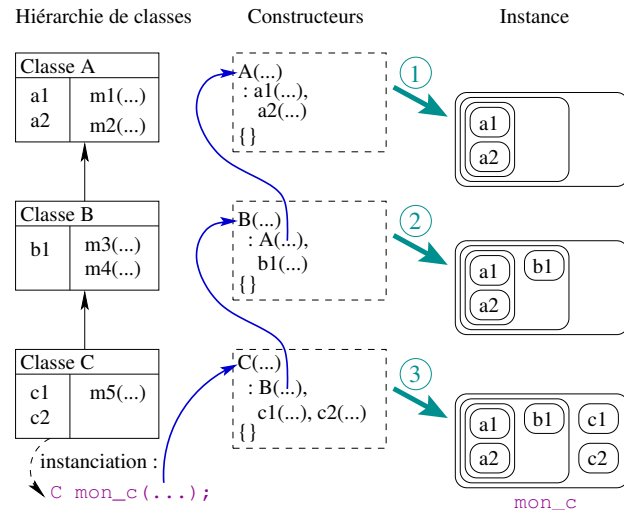 Hiérarchie de classes
Constructeurs
Instance
Classe A
a1
a2
m1(...)
m2(...)
A(...)
: a1(...),
a2(...)
{}
1
a1
a2
Classe B
b1
m3(...)
m4(...)
B(...)
: A(...),
b1(...)
{}
2
a1
a2
b1
Classe C
c1
c2
m5(...)
C(...)
: B(...),
c1(...), c2(...)
{}
3
a1
a2
b1
c1
c2
instanciation :
C mon_c(...);
mon_c